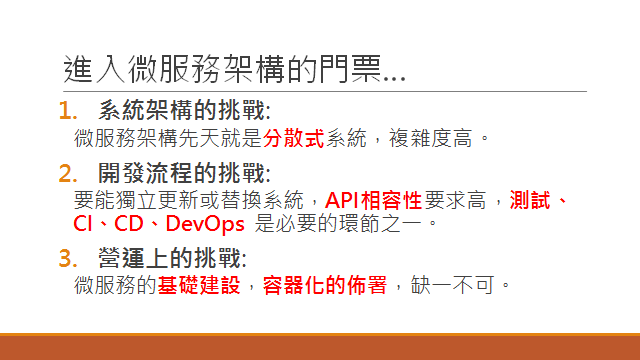 進入微服務架構的門票...
1. 系統架構的挑戰:
微服務架構先天就是分散式系統，複雜度高。
2. 開發流程的挑戰:
要能獨立更新或替換系統，API相容性要求高，測試、
CI、CD、DevOps 是必要的環節之一。
3. 營運上的挑戰:
微服務的基礎建設，容器化的佈署，缺一不可。